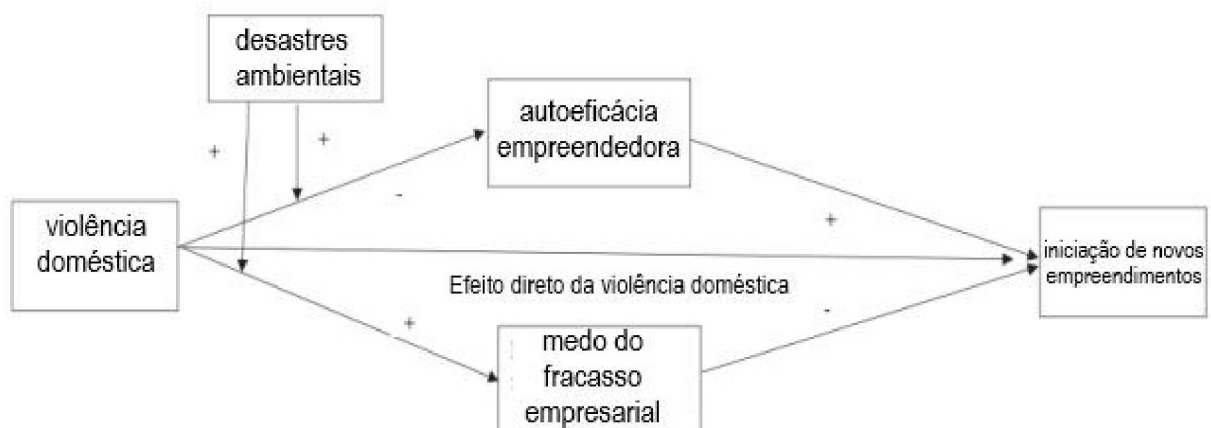 desastres
ambientais
autoeficácia
empreendedora
+
+
-
violência
doméstica
+
iniciação de novos
empreendimentos
Efeito direto da violência doméstica
+
-
medo do
fracasso
empresarial